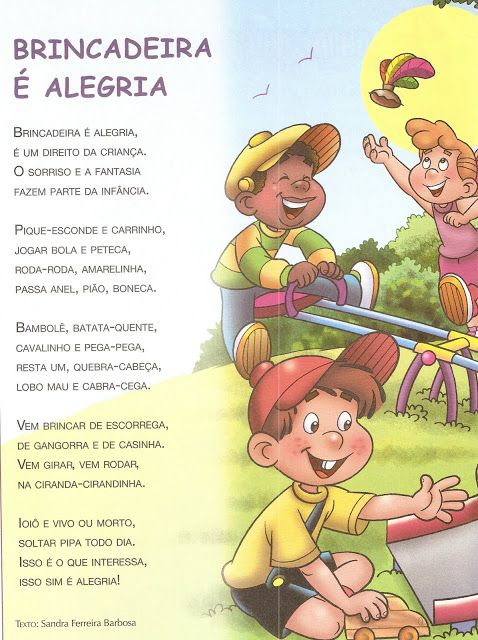 BRINCADEIRA
É ALEGRIA
BRINCADEIRA É ALEGRIA,
É UM DIREITO DA CRIANÇA.
O SORRISO E A FANTASIA
FAZEM PARTE DA INFÂNCIA.
PIQUE-ESCONDE E CARRINHO,
JOGAR BOLA E PETECA,
RODA-RODA, AMARELINHA,
PASSA ANEL, PIÃO, BONECA.
BAMBOLÊ, BATATA-QUENTE,
CAVALINHO E PEGA-PEGA,
RESTA UM, QUEBRA-CABEÇA,
LOBO MAU E CABRA-CEGA.
VEM BRINCAR DE ESCORREGA,
DE GANGORRA E DE CASINHA.
VEM GIRAR, VEM RODAR,
NA CIRANDA-CIRANDINHA.
IOIÔ E VIVO OU MORTO,
SOLTAR PIPA TODO DIA.
ISSO É O QUE INTERESSA,
ISSO SIM É ALEGRIA!
TEXTO: Sandra Ferreira Barbosa